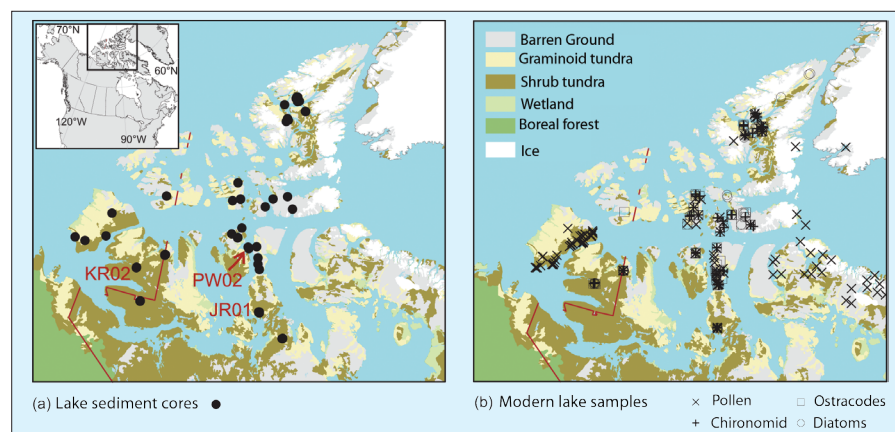 70°N
60°N
120°W
90°W
KR02
PW02
JR01
(a) Lake sediment cores
(b)
Barren Ground
Graminoid tundra
Shrub tundra
Wetland
Boreal forest
Ice
(b) Modern lake samples
Pollen
Ostracodes
Chironomid
Diatoms